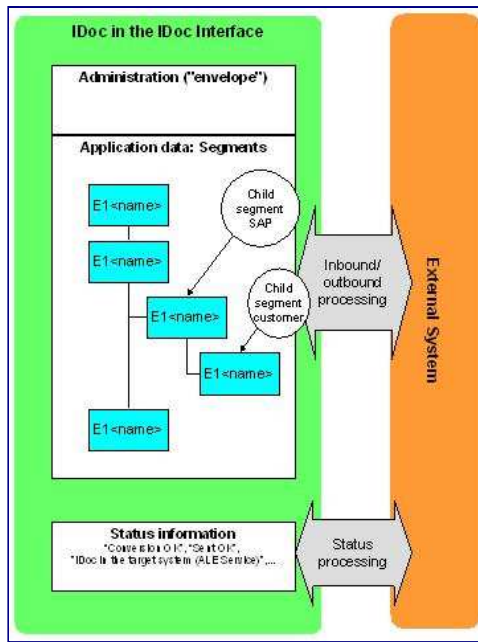 IDoc in the IDoc Interface
Administration ("envelope")
Application data: Segments
E1<name>
Child
segment
SAP
E1<name>
Child
segment
customer
E1<name>
E1<name>
E1<name>
Inbound/
outbound
processing
External System
Status information
"Conversion OK", "Sent OK",
"IDoc in the target system (ALE Service)",...
Status
processing